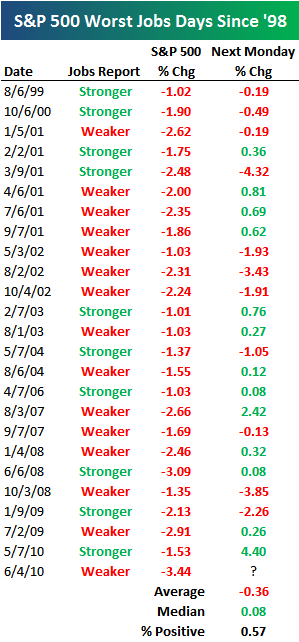 S&P 500 Worst Jobs Days Since '98
S&P 500 Next Monday
Date Jobs Report % Chg % Chg
8/6/99 Stronger -1.02 -0.19
10/6/00 Stronger -1.90 -0.49
1/5/01 Weaker -2.62 -0.19
2/2/01 Stronger -1.75 0.36
3/9/01 Stronger -2.48 -4.32
4/6/01 Weaker -2.00 0.81
7/6/01 Weaker -2.35 0.69
9/7/01 Weaker -1.86 0.62
5/3/02 Weaker -1.03 -1.93
8/2/02 Weaker -2.31 -3.43
10/4/02 Weaker -2.24 -1.91
2/7/03 Stronger -1.01 0.76
8/1/03 Weaker -1.03 0.27
5/7/04 Stronger -1.37 -1.05
8/6/04 Weaker -1.55 0.12
4/7/06 Stronger -1.03 0.08
8/3/07 Weaker -2.66 2.42
9/7/07 Weaker -1.69 -0.13
1/4/08 Weaker -2.46 0.32
6/6/08 Stronger -3.09 0.08
10/3/08 Weaker -1.35 -3.85
1/9/09 Stronger -2.13 -2.26
7/2/09 Weaker -2.91 0.26
5/7/10 Stronger -1.53 4.40
6/4/10 Weaker -3.44 ?
Average -0.36
Median 0.08
% Positive 0.57